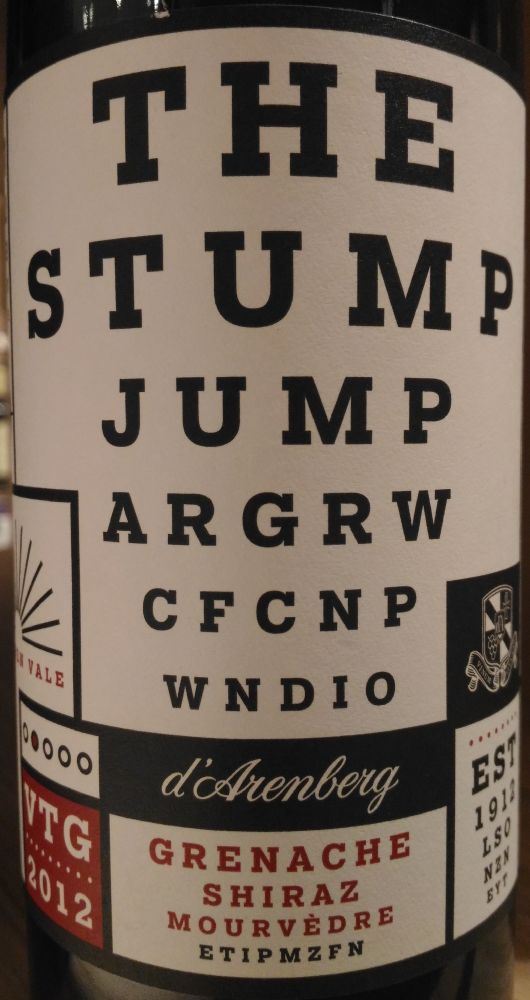 THE
STUMP
JUMP
ARGRW
CFCNP
WNDIO
VALE
d'Arenberg
VTG
2012
GRENACHE
SHIRAZ
MOURVÈDRE
ETIPMZFN
EST
1912
LSO
NZN
EYT